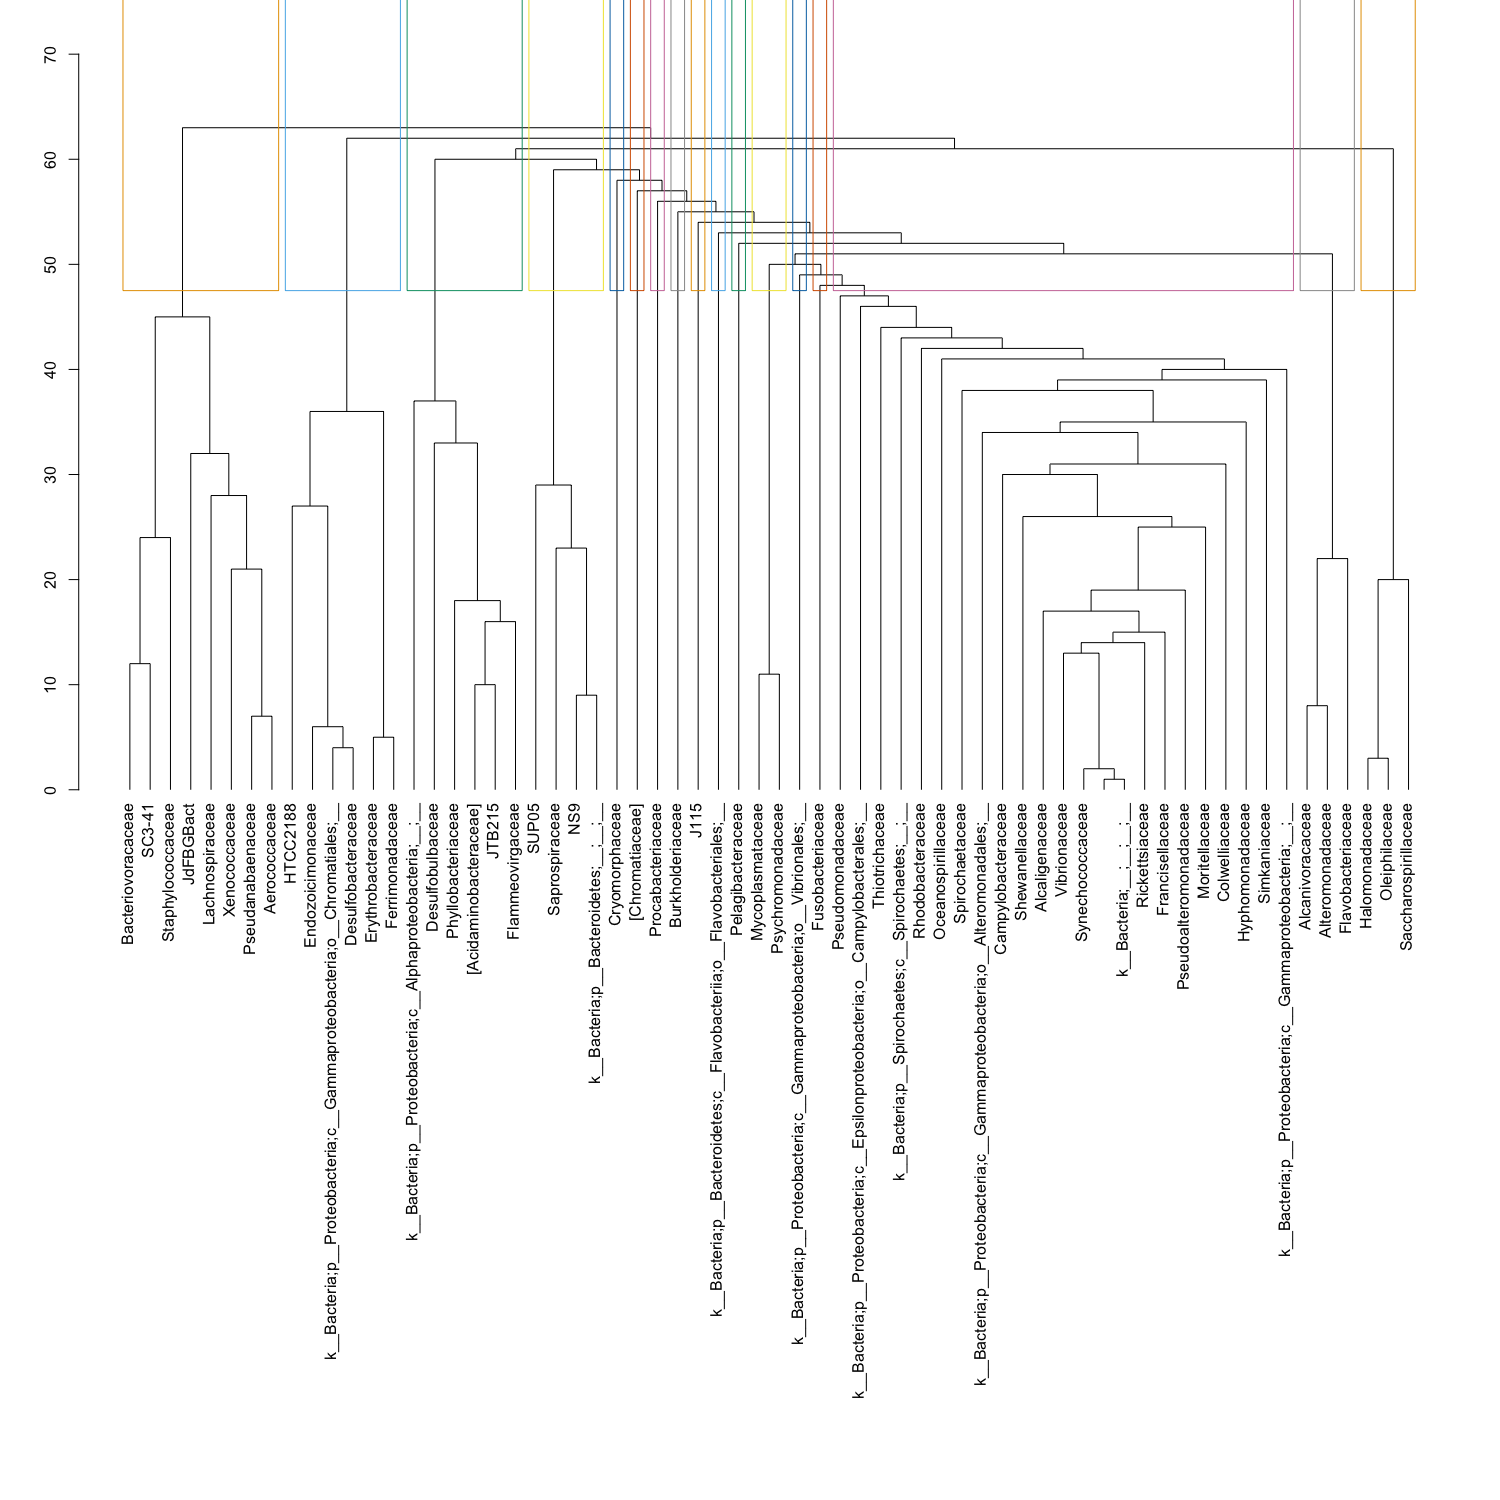 70
60
50
40
30
20
10
0
Bacteriovoracaceae
SC3-41
Staphylococcaceae
JdFBGBact
Lachnospiraceae
Xenococcaceae
Pseudanabaenaceae
Aerococcaceae
HTCC2188
Endozoicimonaceae
k__Bacteria;p__Proteobacteria;c__Gammaproteobacteria;o__Chromatiales;__
Desulfobacteraceae
Erythrobacteraceae
Ferrimonadaceae
k__Bacteria;p__Proteobacteria;c__Alphaproteobacteria;__;__
Desulfobulbaceae
Phyllobacteriaceae
[Acidaminobacteraceae]
JTB215
Flammeovirgaceae
SUP05
Saprospiraceae
NS9
k__Bacteria;p__Bacteroidetes;__;__;__
Cryomorphaceae
[Chromatiaceae]
Procabacteriaceae
Burkholderiaceae
J115
k__Bacteria;p__Bacteroidetes;c__Flavobacteriia;o__Flavobacteriales;__
Pelagibacteraceae
Mycoplasmataceae
Psychromonadaceae
k__Bacteria;p__Proteobacteria;c__Gammaproteobacteria;o__Vibrionales;__
Fusobacteriaceae
Pseudomonadaceae
k__Bacteria;p__Proteobacteria;c__Epsilonproteobacteria;o__Campylobacterales;__
Thiotrichaceae
k__Bacteria;p__Spirochaetes;c__Spirochaetes;__;__
Rhodobacteraceae
Oceanospirillaceae
Spirochaetaceae
k__Bacteria;p__Proteobacteria;c__Gammaproteobacteria;o__Alteromonadales;__
Campylobacteraceae
Shewanellaceae
Alcaligenaceae
Vibrionaceae
Synechococcaceae
k__Bacteria;__;__;__;__
Rickettsiaceae
Francisellaceae
Pseudoalteromonadaceae
Moritellaceae
Colwelliaceae
Hyphomonadaceae
Simkaniaceae
k__Bacteria;p__Proteobacteria;c__Gammaproteobacteria;__;__
Alcanivoracaceae
Alteromonadaceae
Flavobacteriaceae
Halomonadaceae
Oleiphilaceae
Saccharospirillaceae